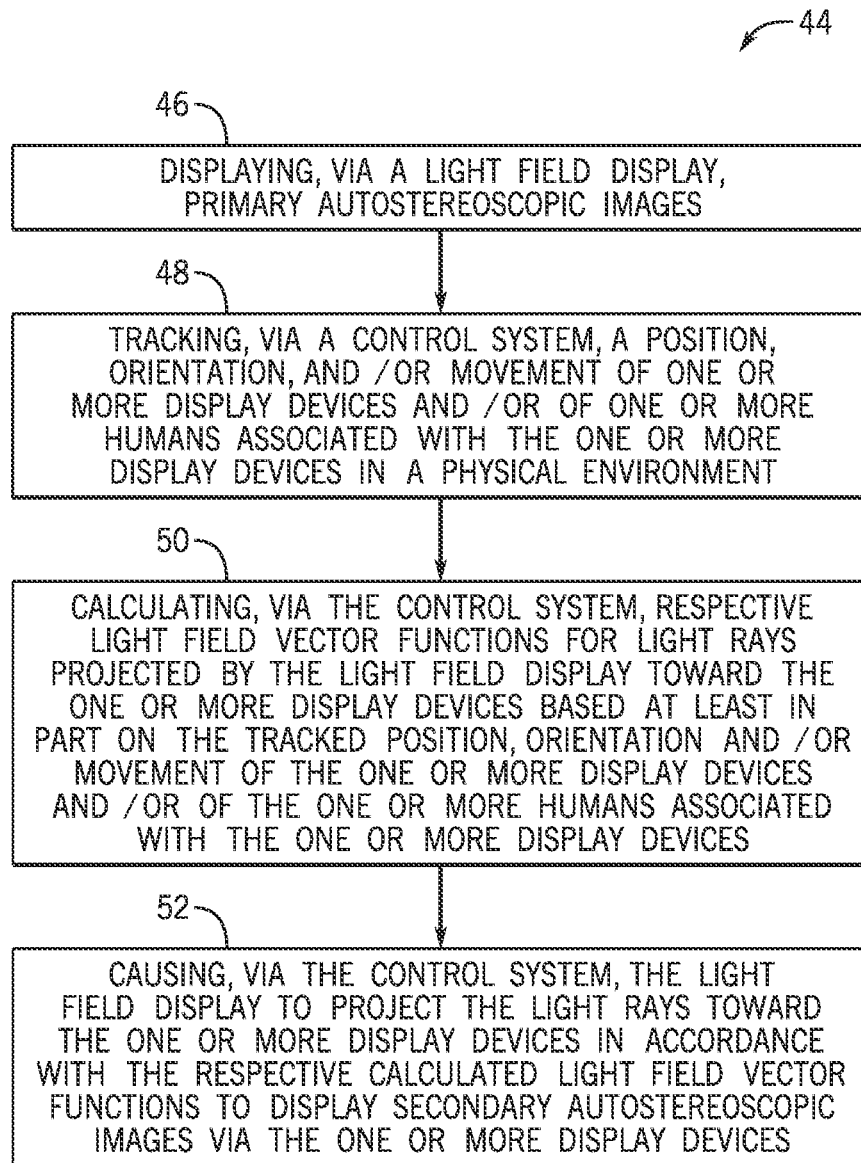 44
46
DISPLAYING, VIA A LIGHT FIELD DISPLAY,
PRIMARY AUTOSTEREOSCOPIC IMAGES
48
TRACKING, VIA A CONTROL SYSTEM, A POSITION,
ORIENTATION, AND /OR MOVEMENT OF ONE OR
MORE DISPLAY DEVICES AND /OR OF ONE OR MORE
HUMANS ASSOCIATED WITH THE ONE OR MORE
DISPLAY DEVICES IN A PHYSICAL ENVIRONMENT
50
CALCULATING, VIA THE CONTROL SYSTEM, RESPECTIVE
LIGHT FIELD VECTOR FUNCTIONS FOR LIGHT RAYS
PROJECTED BY THE LIGHT FIELD DISPLAY TOWARD THE
ONE OR MORE DISPLAY DEVICES BASED AT LEAST IN
PART ON THE TRACKED POSITION, ORIENTATION AND /OR
MOVEMENT OF THE ONE OR MORE DISPLAY DEVICES
AND /OR OF THE ONE OR MORE HUMANS ASSOCIATED
WITH THE ONE OR MORE DISPLAY DEVICES
52
CAUSING, VIA THE CONTROL SYSTEM, THE LIGHT
FIELD DISPLAY TO PROJECT THE LIGHT RAYS TOWARD
THE ONE OR MORE DISPLAY DEVICES IN ACCORDANCE
WITH THE RESPECTIVE CALCULATED LIGHT FIELD VECTOR
FUNCTIONS TO DISPLAY SECONDARY AUTOSTEREOSCOPIC
IMAGES VIA THE ONE OR MORE DISPLAY DEVICES